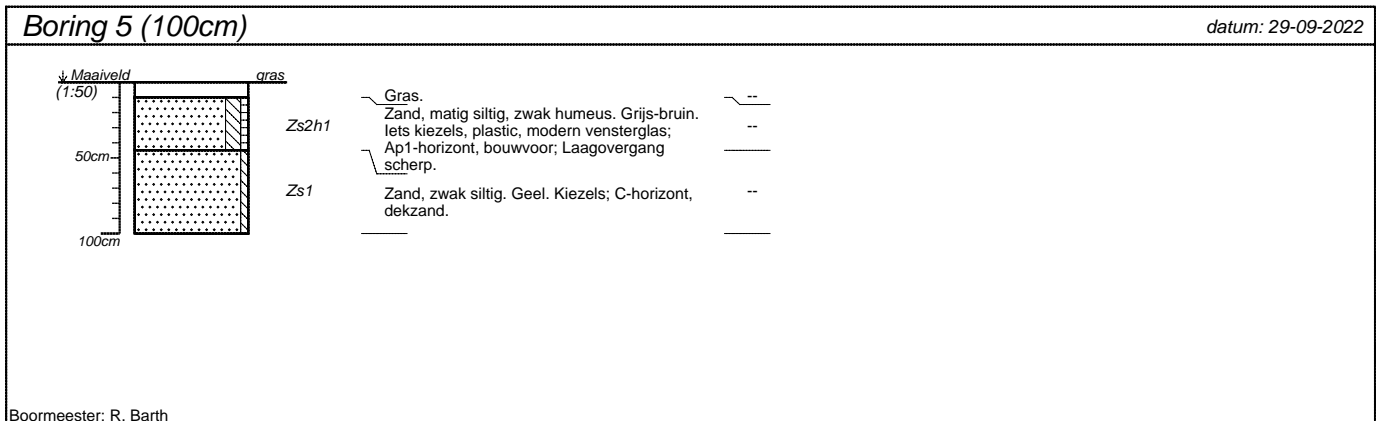 Boring 5 (100cm)
datum: 29-09-2022
Maaiveld
gras
(1:50)
Gras.
--
Zs2h1
Zand, matig siltig, zwak humeus. Grijs-bruin.
Iets kiezels, plastic, modern vensterglas;
Ap1-horizont, bouwvoor; Laagovergang
scherp.
--
50cm
Zs1
Zand, zwak siltig. Geel. Kiezels; C-horizont,
dekzand.
--
100cm
Boormeester: R. Barth